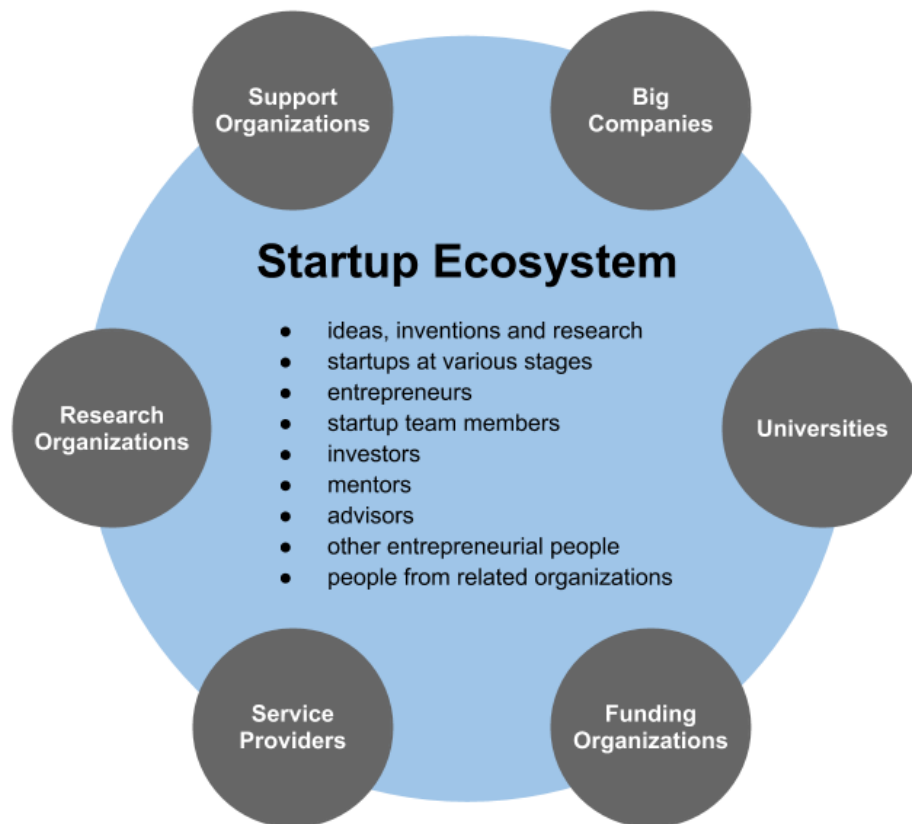 Support
Organizations
Big
Companies
Startup Ecosystem
● ideas, inventions and research
● startups at various stages
● entrepreneurs
● startup team members
● investors
● mentors
● advisors
● other entrepreneurial people
● people from related organizations
Research
Organizations
Universities
Service
Providers
Funding
Organizations